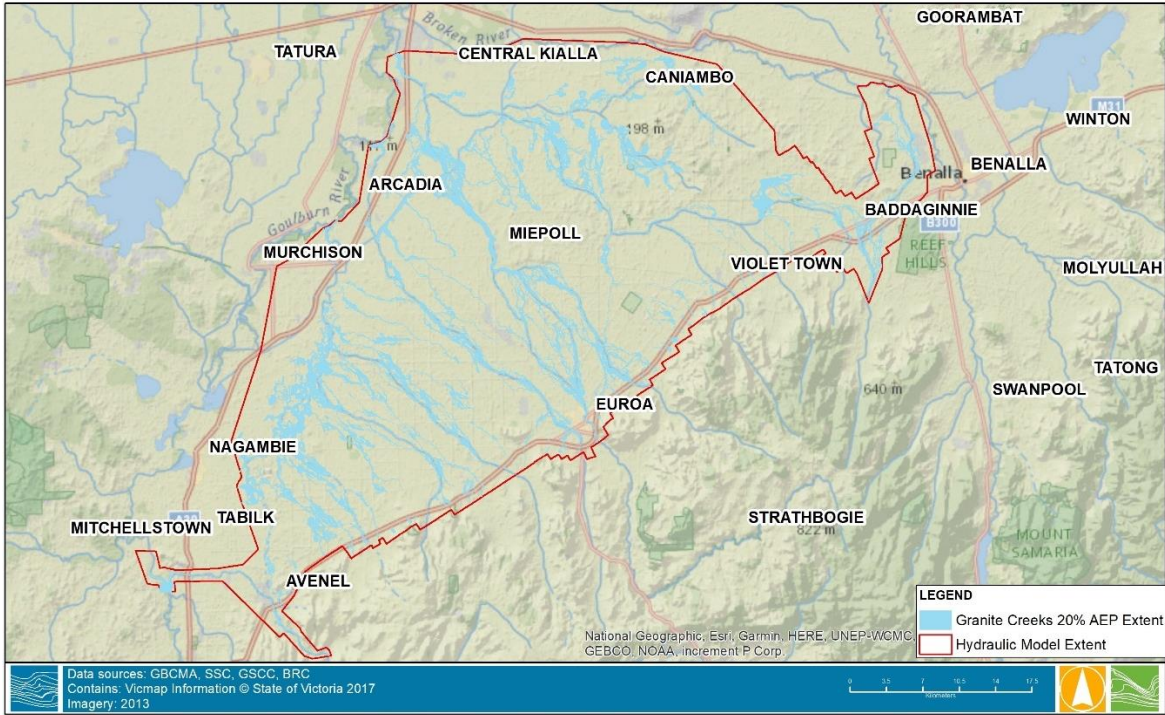 GOORAMBAT
Broken River
TATURA
CENTRAL KIALLA
CANIAMBO
M31
WINTON
198 m
BENALLA
Benalla
ARCADIA
Goulburn River
BADDAGINNIE
MIEPOLL
B300
REEF
HILLS
MURCHISON
VIOLET TOWN
MOLYULLAH
TATONG
640 m
SWANPOOL
EUROA
NAGAMBIE
TABILK
STRATHBOGIE
MITCHELLSTOWN
822 m
MOUNT
SAMARIA
AVENEL
LEGEND
Granite Creeks 20% AEP Extent
Hydraulic Model Extent
National Geographic, Esri, Garmin, HERE, UNEP-WCMC,
GEBCO, NOAA, increment P Corp.
Data sources: GBCMA, SSC, GSCC, BRC
Contains: Vicmap Information © State of Victoria 2017
Imagery: 2013
0 3.5 7 10.5 14 17.5
Kilometers